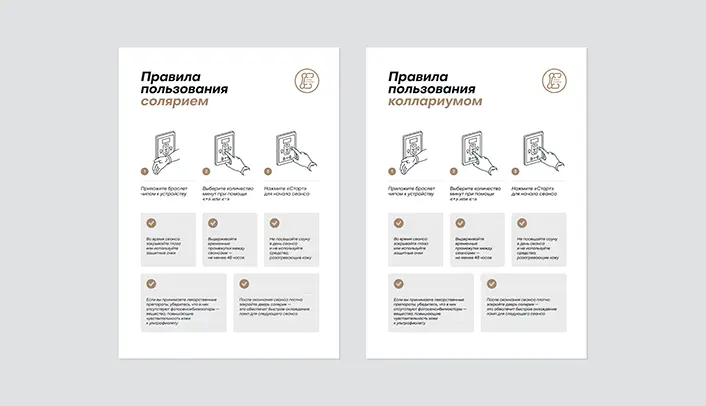 Правила
пользования
солярием
1
2
3
Приложите браслет
чипом к устройству
Выберите количество
минут при помощи
«+» или «-»
Нажмите «Старт»
для начала сеанса
Во время сеанса
закрывайте глаза
или используйте
защитные очки
Выдерживайте
временные
промежутки между
сеансами —
не менее 48 часов
Не посещайте сауну
в день сеанса
и не используйте
средства,
разогревающие кожу
Если вы принимаете лекарственные
препараты, убедитесь, что в них
отсутствуют фотосенсибилизаторы —
вещества, повышающие
чувствительность кожи
к ультрафиолету
После окончания сеанса плотно
закройте дверь солярия —
это обеспечит быстрое охлаждение
ламп для следующего сеанса
Правила
пользования
коллариумом
1
2
3
Приложите браслет
чипом к устройству
Выберите количество
минут при помощи
«+» или «-»
Нажмите «Старт»
для начала сеанса
Во время сеанса
закрывайте глаза
или используйте
защитные очки
Выдерживайте
временные
промежутки между
сеансами —
не менее 48 часов
Не посещайте сауну
в день сеанса
и не используйте
средства,
разогревающие кожу
Если вы принимаете лекарственные
препараты, убедитесь, что в них
отсутствуют фотосенсибилизаторы —
вещества, повышающие
чувствительность кожи
к ультрафиолету
После окончания сеанса плотно
закройте дверь солярия —
это обеспечит быстрое охлаждение
ламп для следующего сеанса